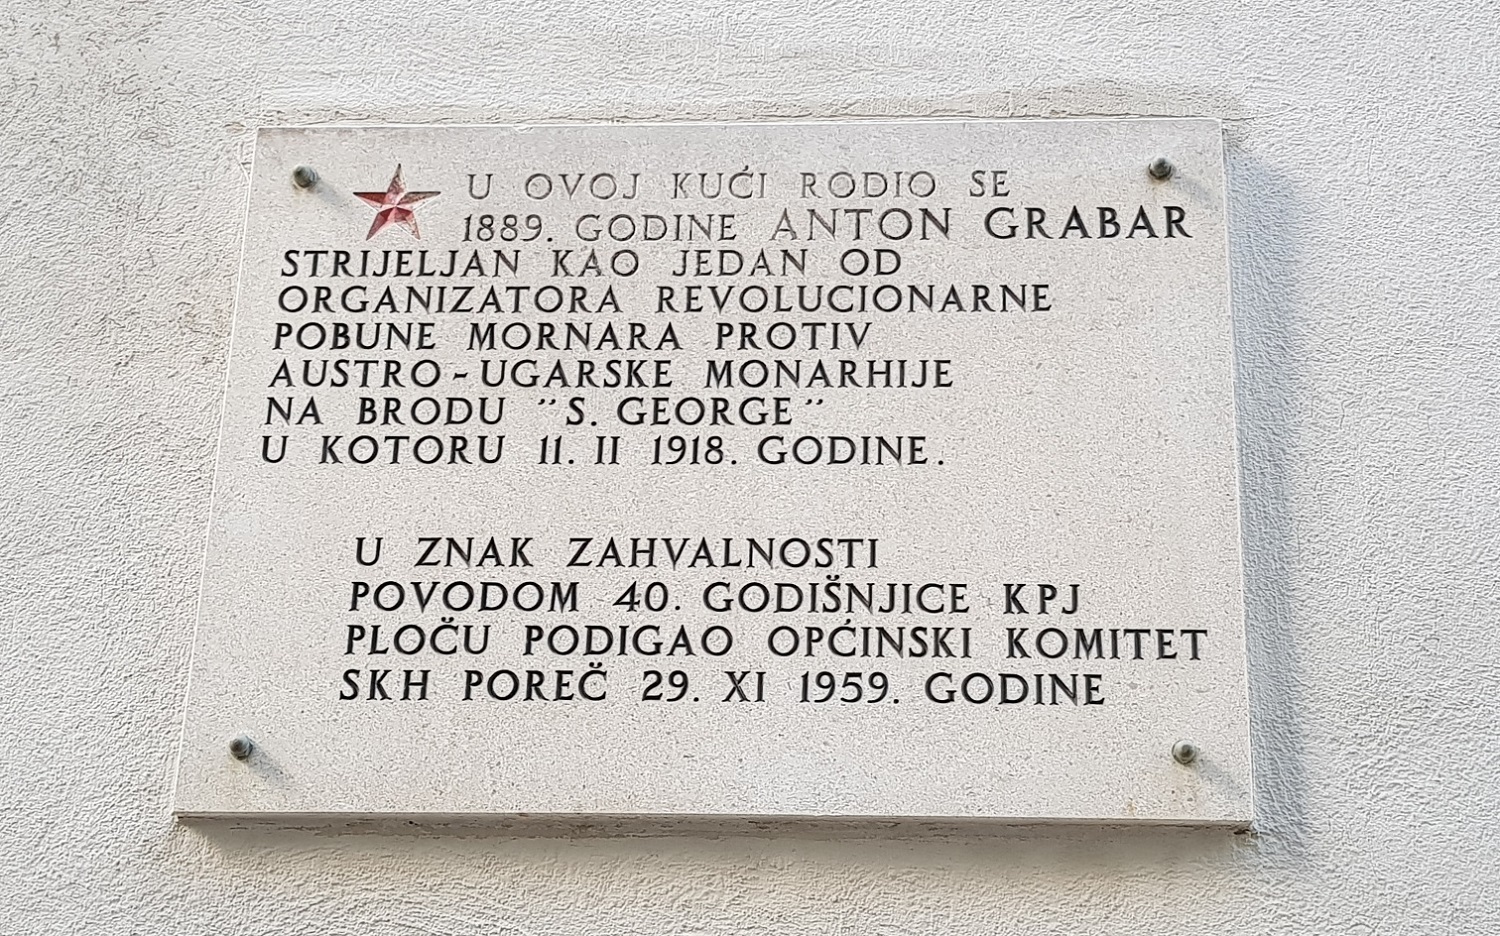 U OVOJ KUĆI RODIO SE
1889. GODINE ANTON GRABAR
STRIJELJAN KAO JEDAN OD
ORGANIZATORA REVOLUCIONARNE
POBUNE MORNARA PROTIV
AUSTRO-UGARSKE MONARHIJE
NA BRODU "S. GEORGE"
U KOTORU 11. II 1918. GODINE.
U ZNAK ZAHVALNOSTI
POVODOM 40. GODIŠNJICE KPJ
PLOČU PODIGAO OPĆINSKI KOMITET
SKH POREČ 29. XI 1959. GODINE